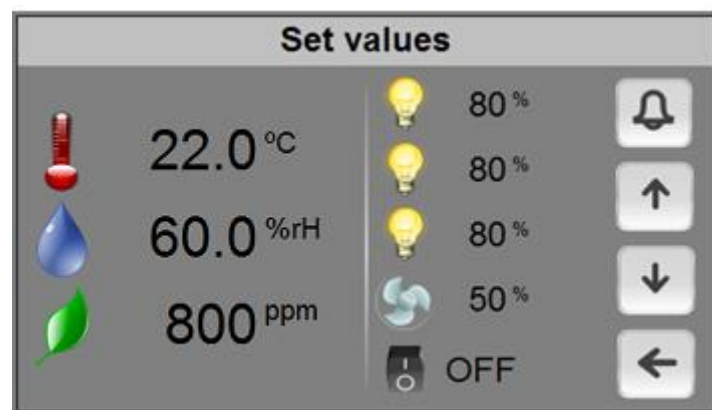 Set values
22.0 °C
60.0 %rH
800 ppm
80 %
80 %
80 %
50 %
OFF